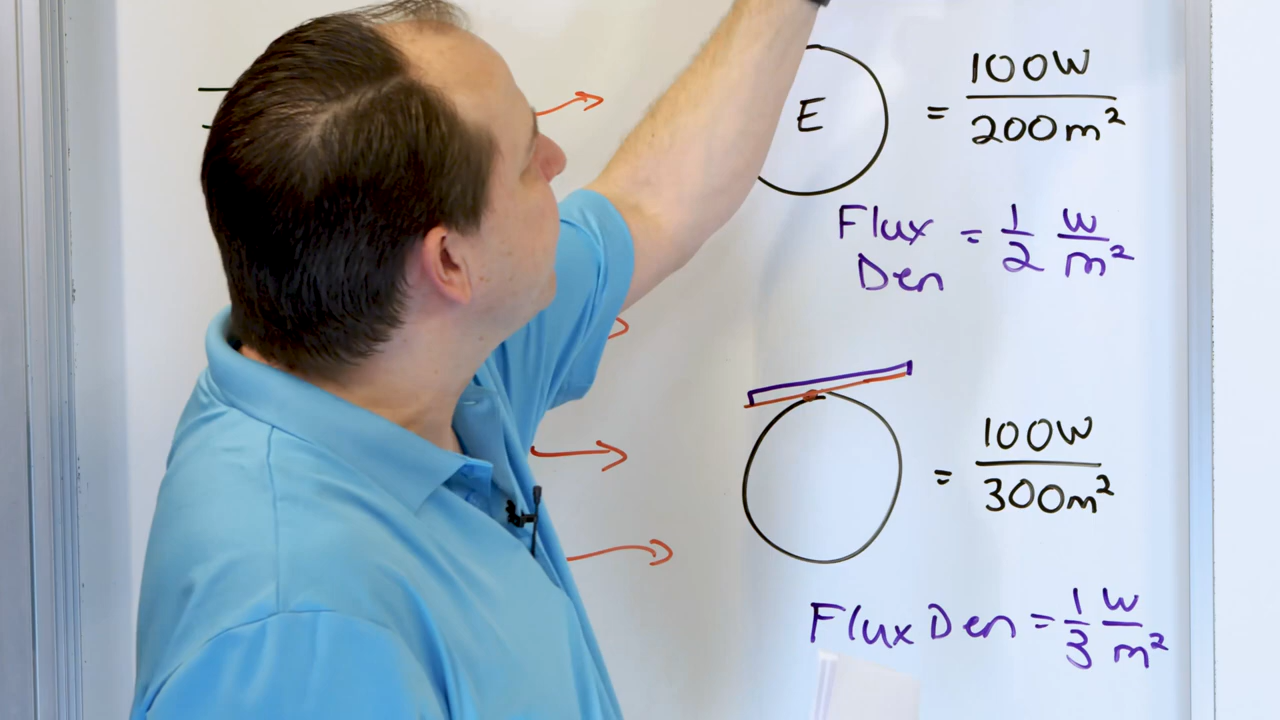 E = 100W
200m²
Flux = 1/2 W/m²
Den
= 100W
300m²
Flux Den = 1/3 W/m²